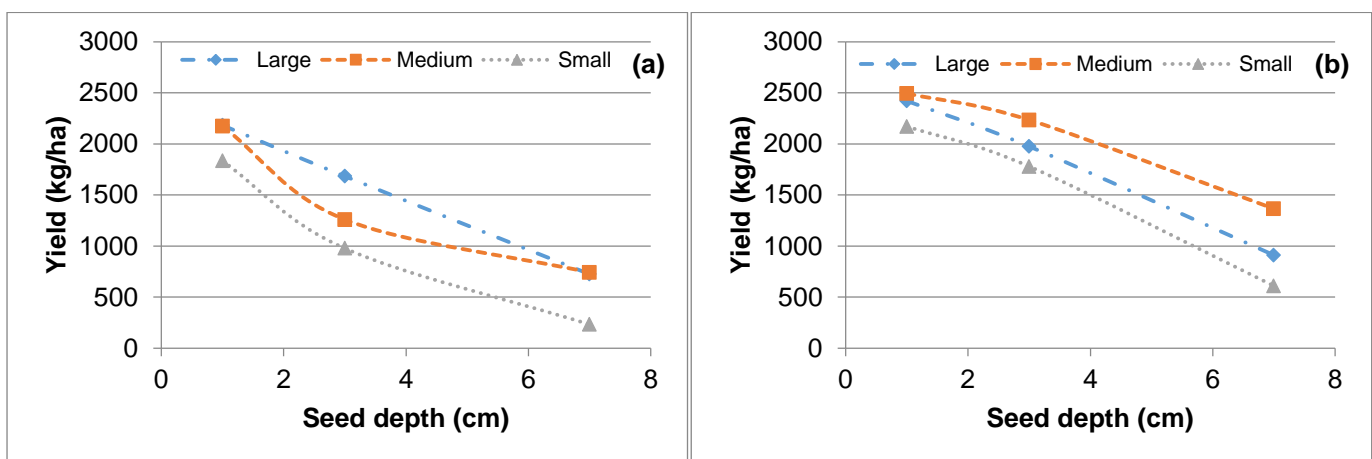 Large Medium Small (a)
3000
2500
2000
1500
1000
500
0
Yield (kg/ha)
0 2 4 6 8
Seed depth (cm)
Large Medium Small (b)
3000
2500
2000
1500
1000
500
0
Yield (kg/ha)
0 2 4 6 8
Seed depth (cm)